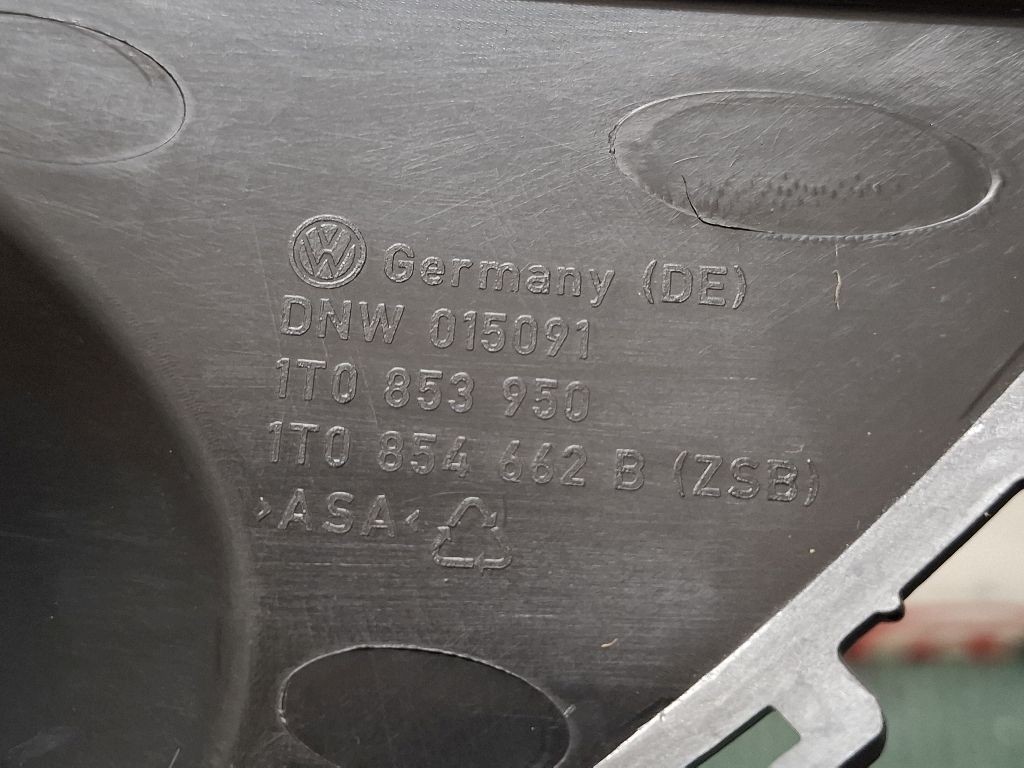 Germany (DE)
DNW 015091
1T0 853 950
1T0 854 662 B (ZSB)
>ASA<